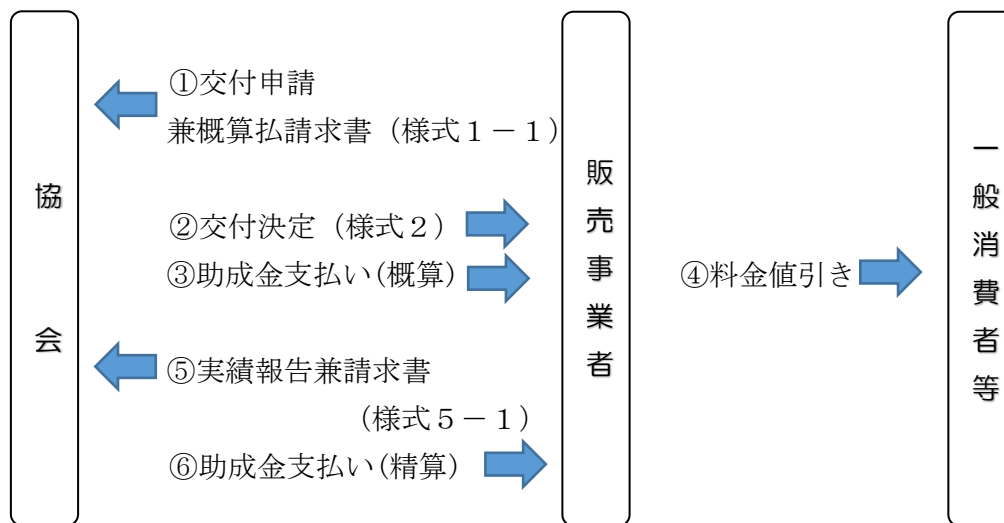 協会
①交付申請
兼概算払請求書（様式１－１）
②交付決定（様式２）
③助成金支払い(概算）
⑤実績報告兼請求書
(様式５－１）
⑥助成金支払い(精算）
販売事業者
④料金値引き
一般消費者等